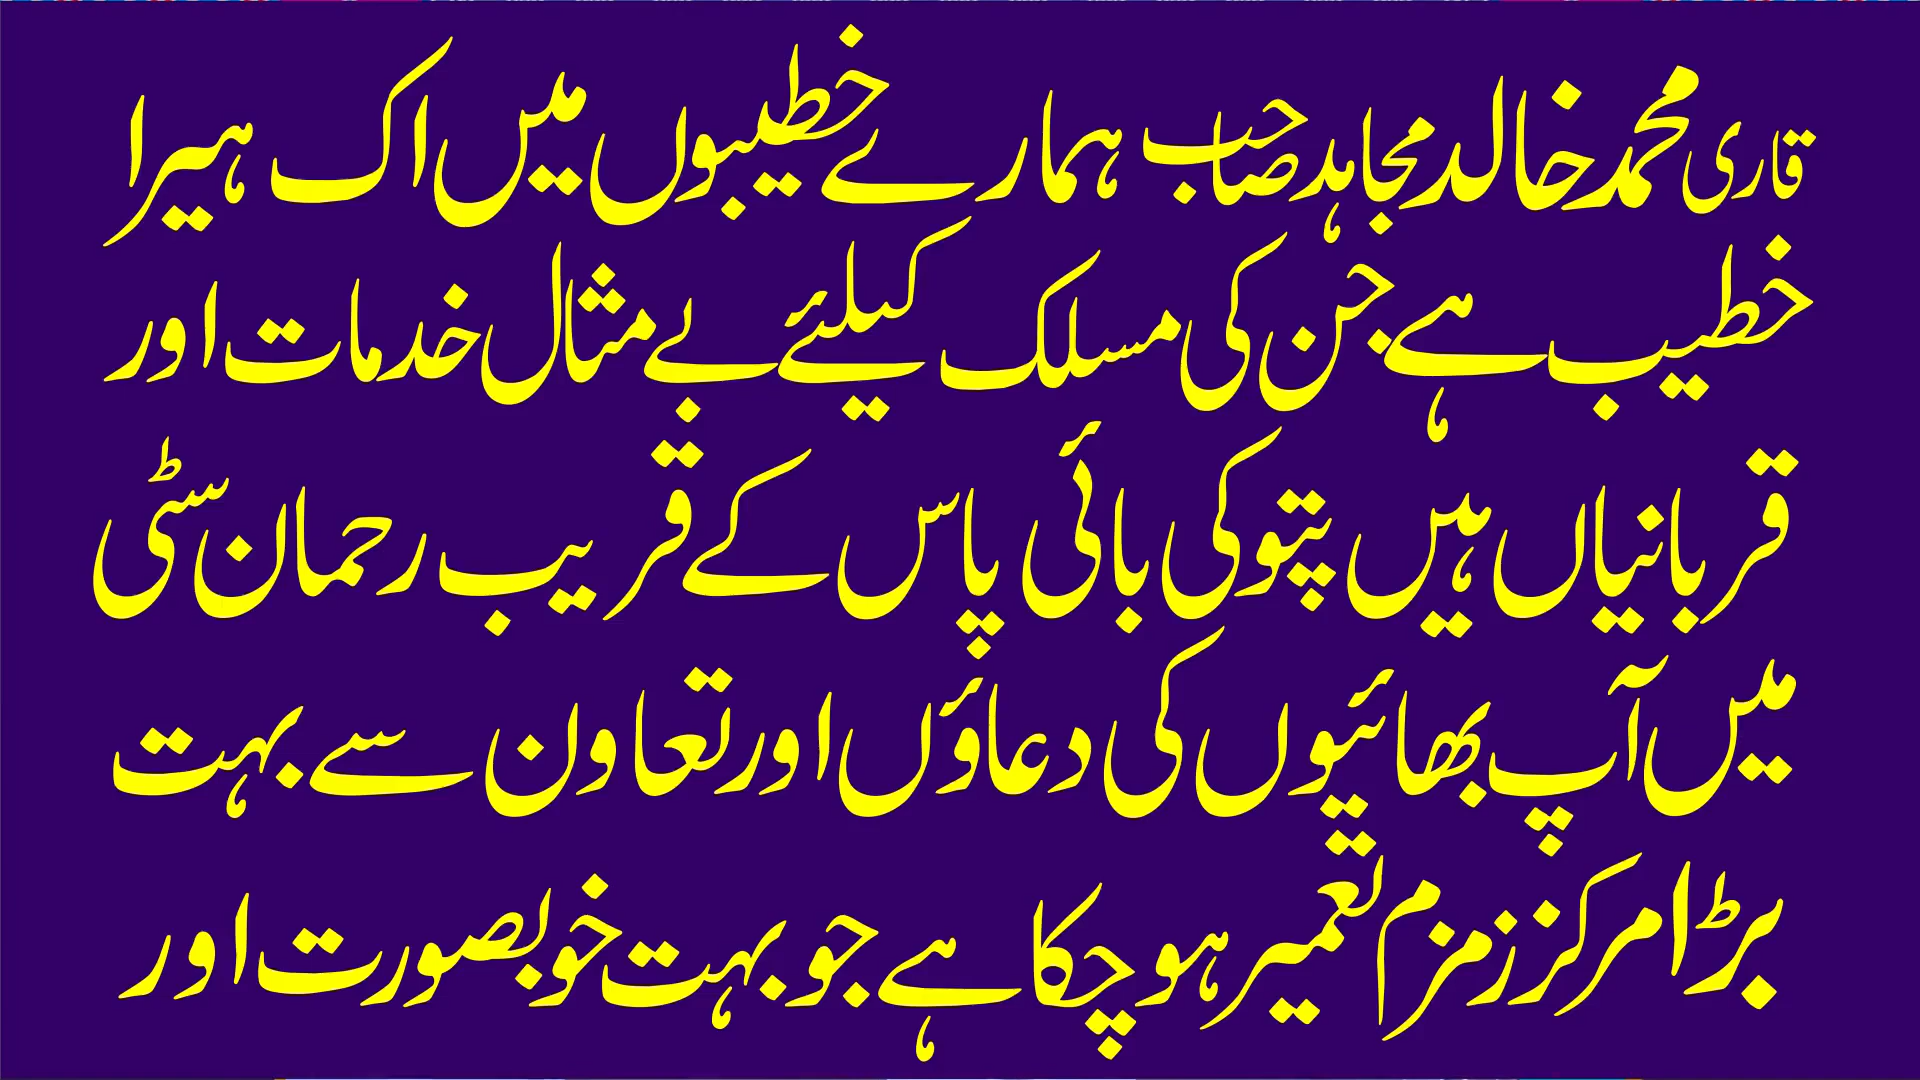 قاری محمد خالد مجاہد صاحب ہمارے خطیبوں میں اک ہیرا
خطیب ہے جن کی مسلک کیلئے بے مثال خدمات اور
قربانیاں ہیں پتوکی بائی پاس کے قریب رحمان سٹی
میں آپ بھائیوں کی دعاؤں اور تعاون سے بہت
بڑا مرکز زمزم تعمیر ہو چکا ہے جو بہت خوبصورت اور